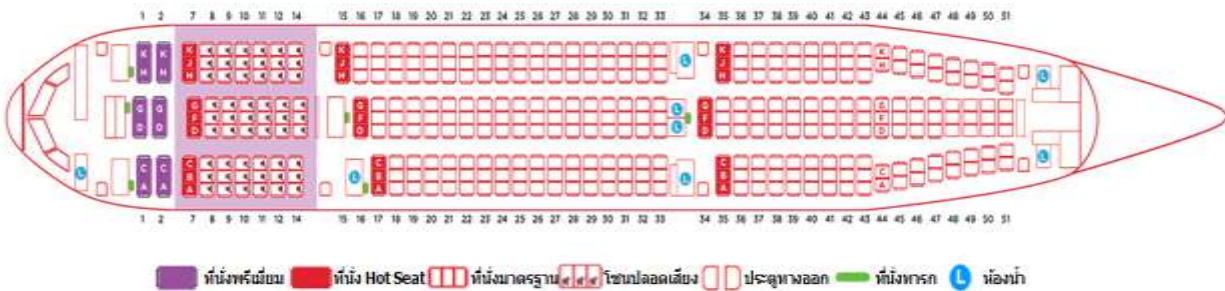 1 2 7 8 9 10 11 12 14 15 16 17 18 19 20 21 22 23 24 25 26 27 28 29 30 31 32 33 34 35 36 37 38 39 40 41 42 43 44 45 46 47 48 49 50 51
K K K K K K
J J J
H H H H H H
L L
G G G G G
F F F F
D D D D D D
L
L
C C C C C C
B B B
A A A A A A
L L L L
1 2 7 8 9 10 11 12 14 15 16 17 18 19 20 21 22 23 24 25 26 27 28 29 30 31 32 33 34 35 36 37 38 39 40 41 42 43 44 45 46 47 48 49 50 51
ที่นั่งพรีเมี่ยม ที่นั่ง Hot Seat ที่นั่งมาตรฐาน โซนปลอดเสียง ประตูทางออก ที่นั่งทารก L ห้องน้ำ